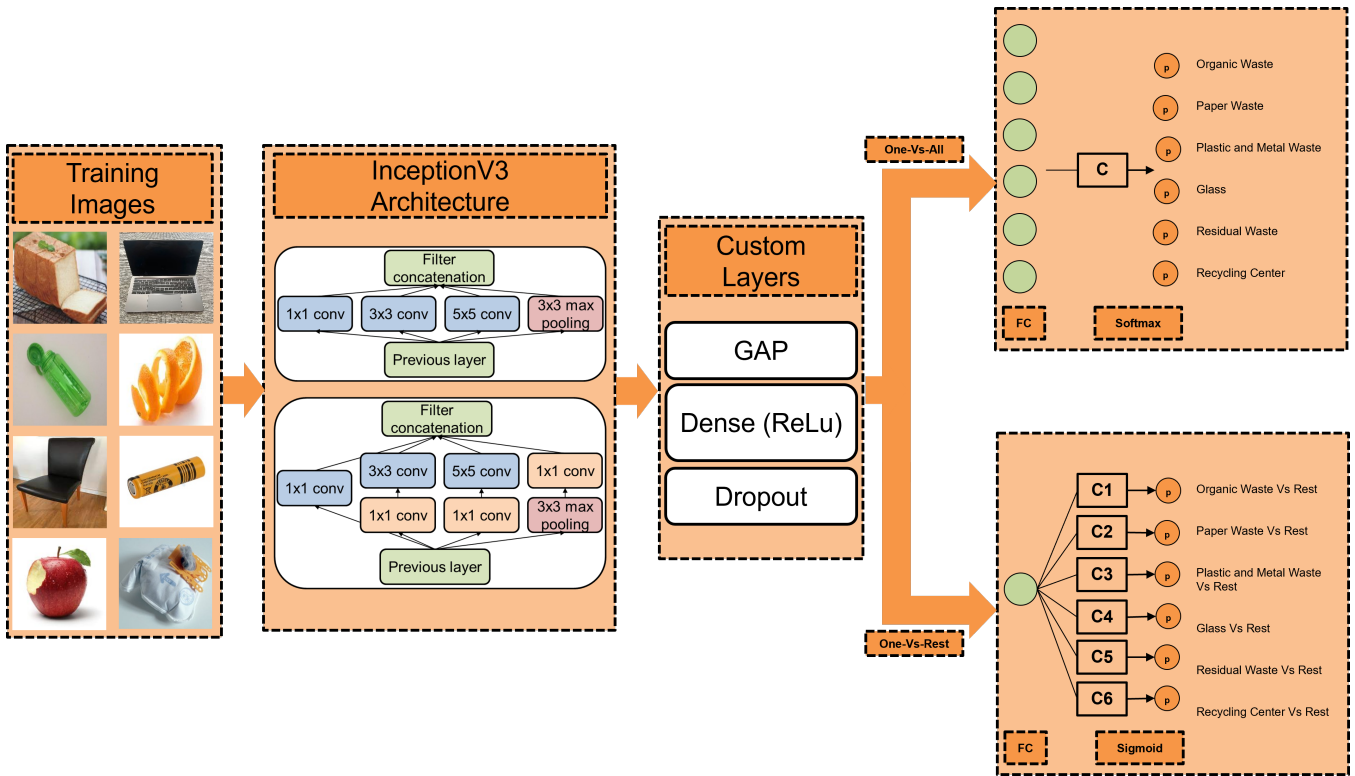 Training
Images
InceptionV3
Architecture
Filter
concatenation
1x1 conv
3x3 conv
5x5 conv
3x3 max
pooling
Previous layer
Filter
concatenation
1x1 conv
3x3 conv
5x5 conv
1x1 conv
1x1 conv
1x1 conv
3x3 max
pooling
Previous layer
Custom
Layers
GAP
Dense (ReLu)
Dropout
One-Vs-All
One-Vs-Rest
C
p
Organic Waste
p
Paper Waste
p
Plastic and Metal Waste
p
Glass
p
Residual Waste
p
Recycling Center
FC
Softmax
C1
p
Organic Waste Vs Rest
C2
p
Paper Waste Vs Rest
C3
p
Plastic and Metal Waste
Vs Rest
C4
p
Glass Vs Rest
C5
p
Residual Waste Vs Rest
C6
p
Recycling Center Vs Rest
FC
Sigmoid